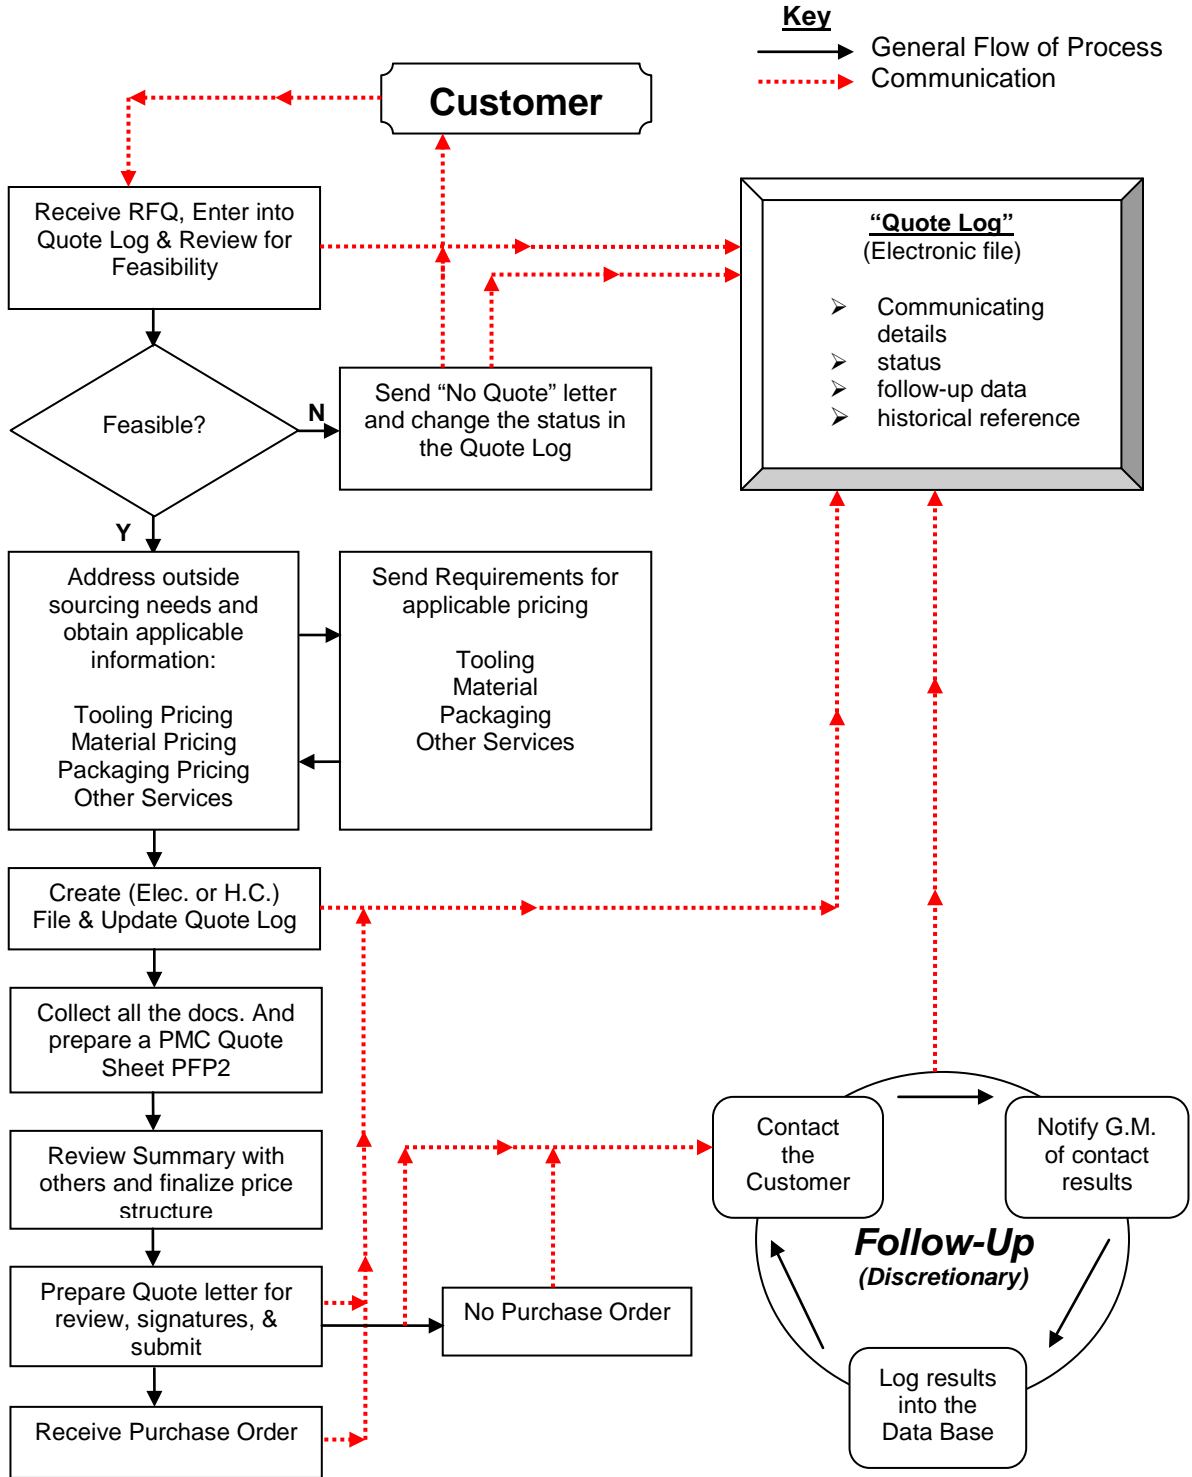 Key
General Flow of Process
Communication
Customer
Receive RFQ, Enter into
Quote Log & Review for
Feasibility
“Quote Log”
(Electronic file)
➢ Communicating
details
➢ status
➢ follow-up data
➢ historical reference
Feasible?
N
Send “No Quote” letter
and change the status in
the Quote Log
Y
Address outside
sourcing needs and
obtain applicable
information:
Tooling Pricing
Material Pricing
Packaging Pricing
Other Services
Send Requirements for
applicable pricing
Tooling
Material
Packaging
Other Services
Create (Elec. or H.C.)
File & Update Quote Log
Collect all the docs. And
prepare a PMC Quote
Sheet PFP2
Review Summary with
others and finalize price
structure
Prepare Quote letter for
review, signatures, &
submit
No Purchase Order
Receive Purchase Order
Contact
the
Customer
Notify G.M.
of contact
results
Follow-Up
(Discretionary)
Log results
into the
Data Base